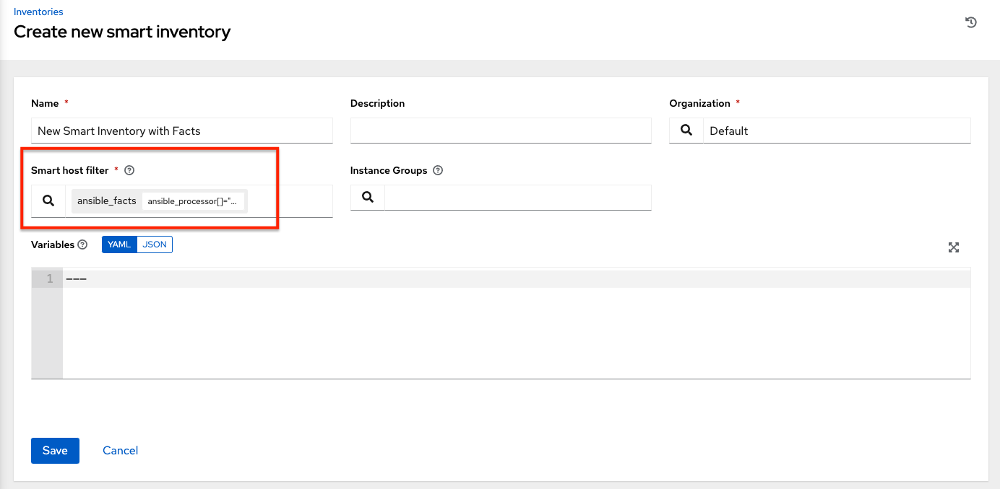 Inventories
Create new smart inventory
Name *
Description
Organization *
New Smart Inventory with Facts
Default
Smart host filter *
Instance Groups
ansible_facts ansible_processor[]="...
Variables YAML JSON
1 ---
Save Cancel